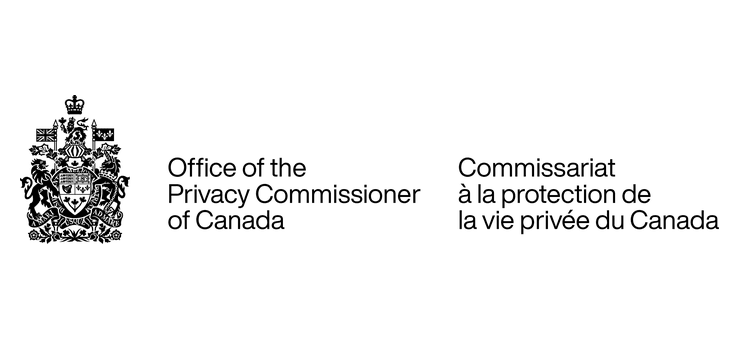 Office of the
Privacy Commissioner
of Canada
Commissariat
à la protection de
la vie privée du Canada